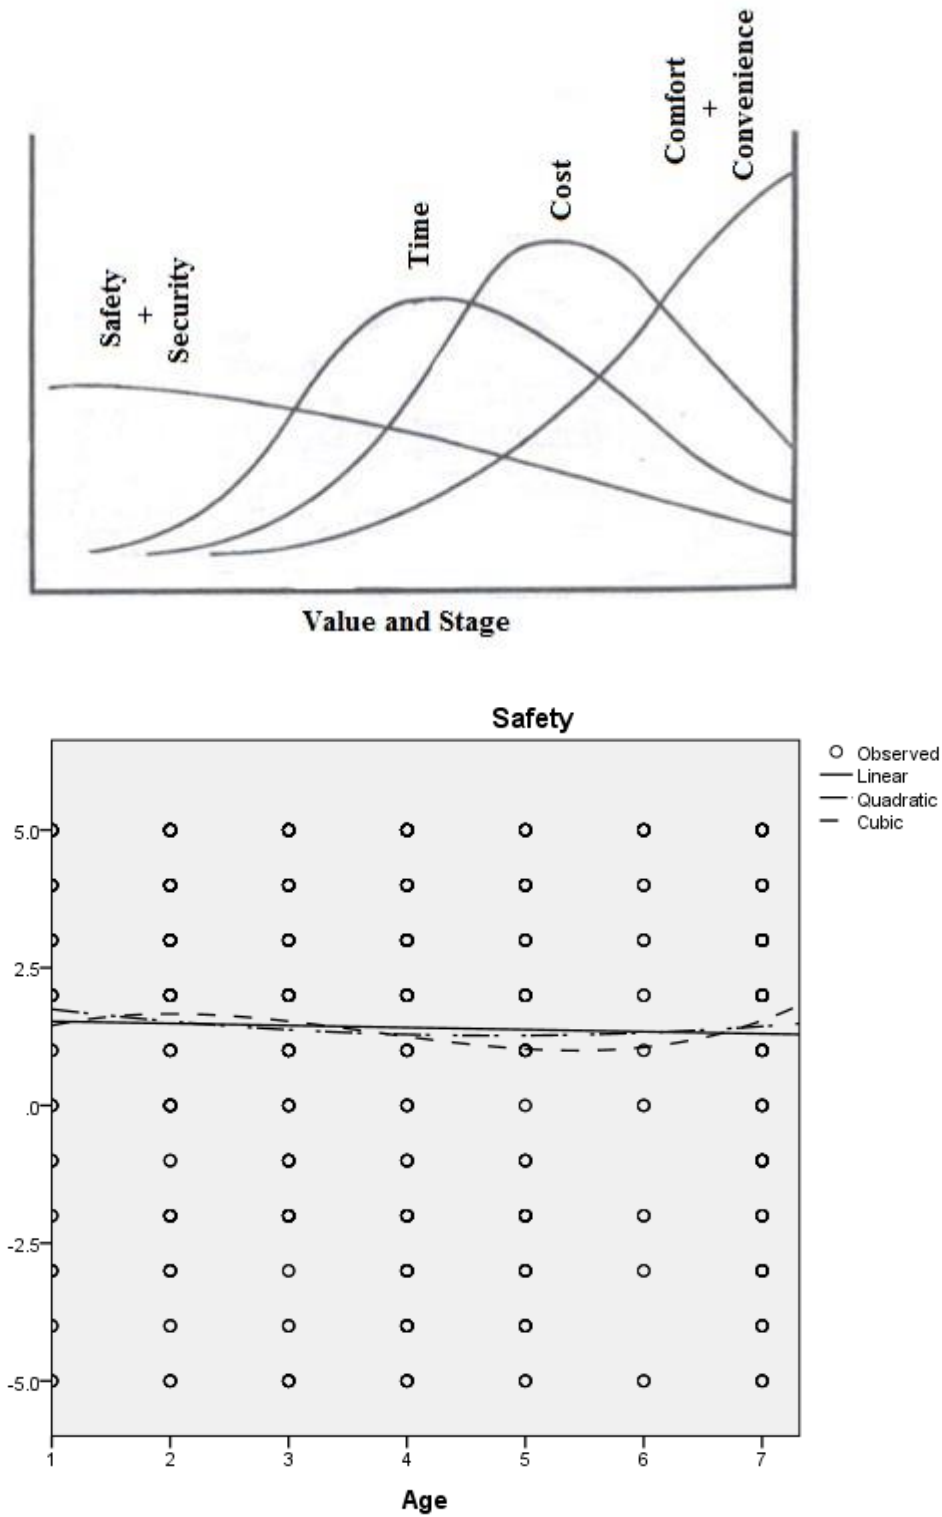 Safety
+
Security
Time
Cost
Comfort
+
Convenience
Value and Stage
Safety
Observed
Linear
Quadratic
Cubic
5.0
2.5
.0
-2.5
-5.0
1 2 3 4 5 6 7
Age